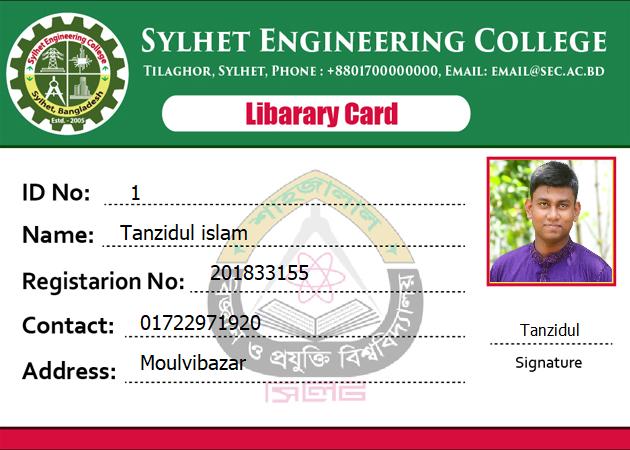 Sylhet Engineering College
Sylhet, Bangladesh
Estd. - 2005
SYLHET ENGINEERING COLLEGE
TILAGHOR, SYLHET, PHONE : +8801700000000, EMAIL: EMAIL@SEC.AC.BD
Libarary Card
ID No: 1
Name: Tanzidul islam
Registarion No: 201833155
Contact: 01722971920
Address: Moulvibazar
শাহজালাল
বিজ্ঞান ও প্রযুক্তি বিশ্ববিদ্যালয়
সিলেট
Tanzidul
Signature